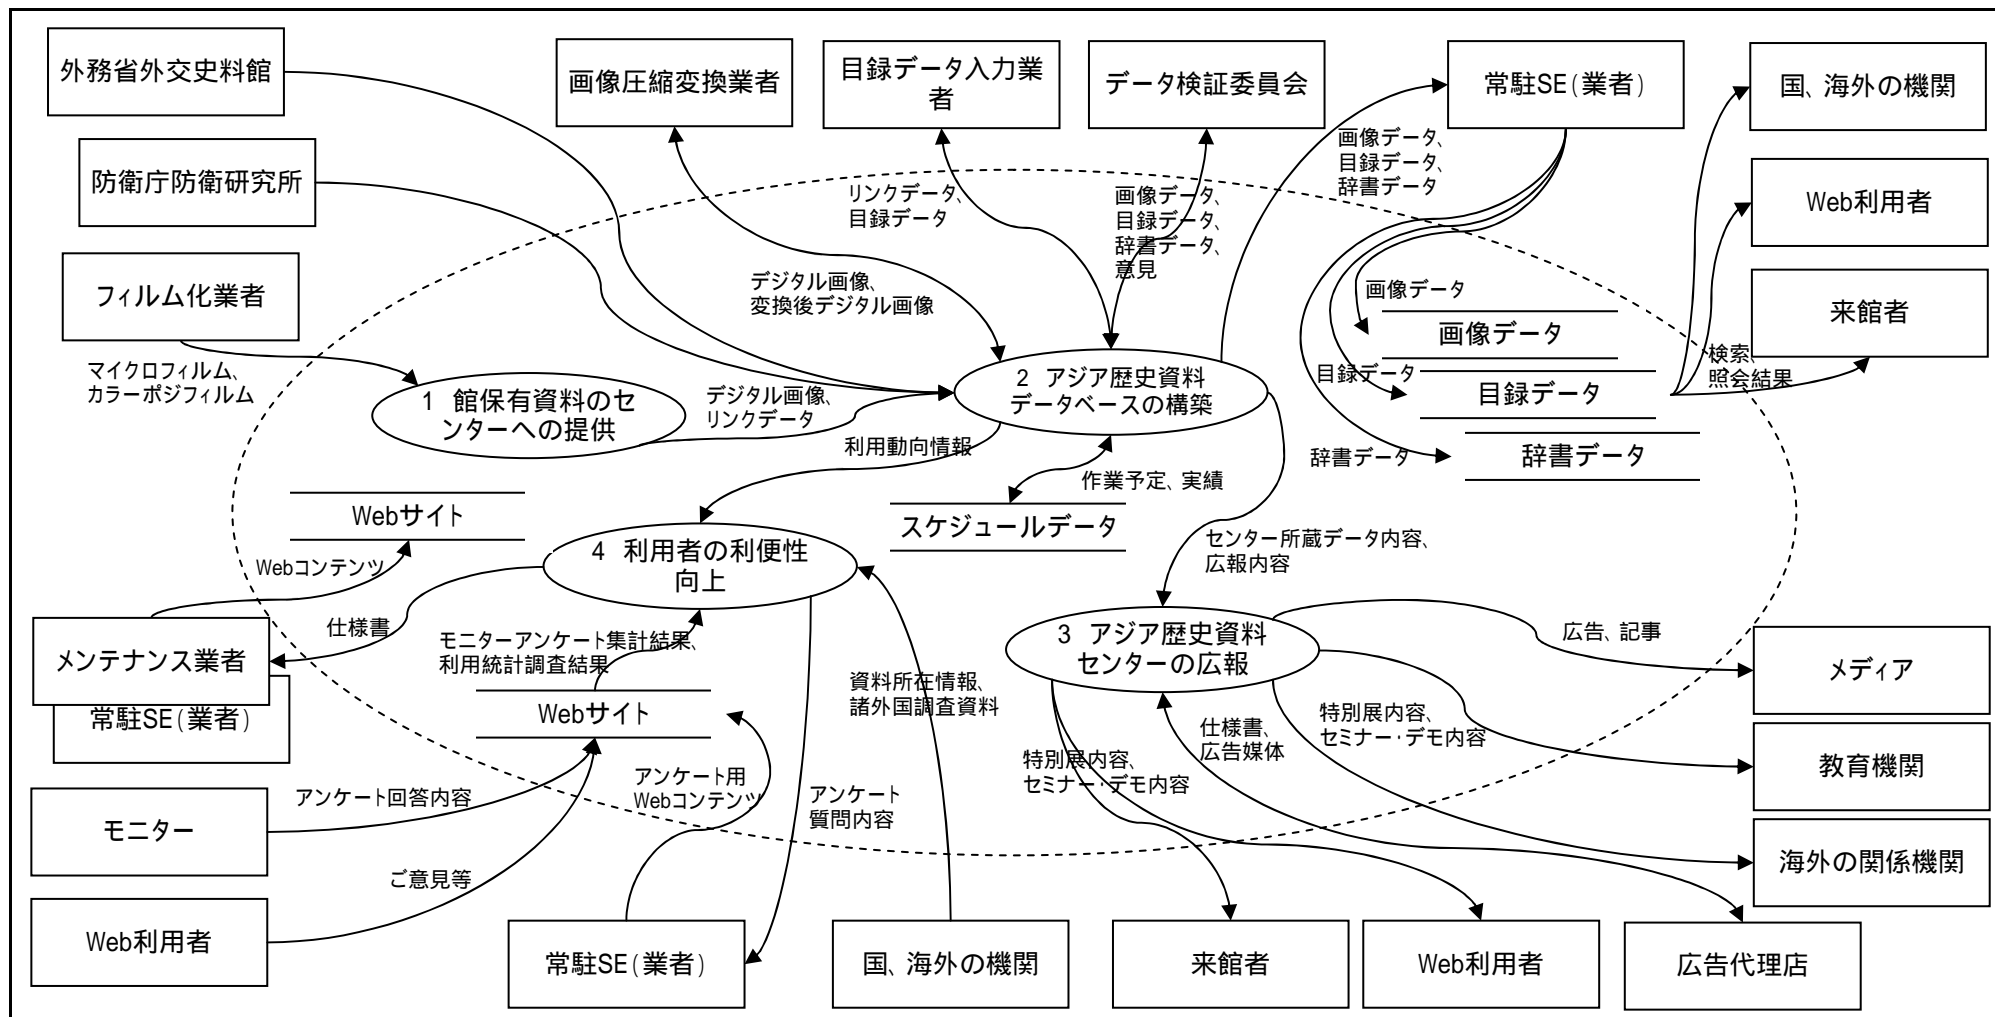 外務省外交史料館
画像圧縮変換業者
目録データ入力業
者
データ検証委員会
常駐SE(業者)
国、海外の機関
防衛庁防衛研究所
リンクデータ、
目録データ
画像データ、
目録データ、
辞書データ、
意見
画像データ、
目録データ、
辞書データ
Web利用者
フィルム化業者
デジタル画像、
変換後デジタル画像
画像データ
画像データ
来館者
マイクロフィルム、
カラーポジフィルム
1 館保有資料のセ
ンターへの提供
デジタル画像、
リンクデータ
2 アジア歴史資料
データベースの構築
目録データ
目録データ
検索、
照会結果
利用動向情報
辞書データ
辞書データ
作業予定、実績
スケジュールデータ
Webサイト
Webコンテンツ
4 利用者の利便性
向上
センター所蔵データ内容、
広報内容
仕様書
メンテナンス業者
常駐SE(業者)
モニターアンケート集計結果、
利用統計調査結果
Webサイト
資料所在情報、
諸外国調査資料
3 アジア歴史資料
センターの広報
広告、記事
メディア
特別展内容、
セミナー・デモ内容
仕様書、
広告媒体
特別展内容、
セミナー・デモ内容
教育機関
アンケート用
Webコンテンツ
アンケート
質問内容
アンケート回答内容
モニター
海外の関係機関
ご意見等
Web利用者
常駐SE(業者)
国、海外の機関
来館者
Web利用者
広告代理店